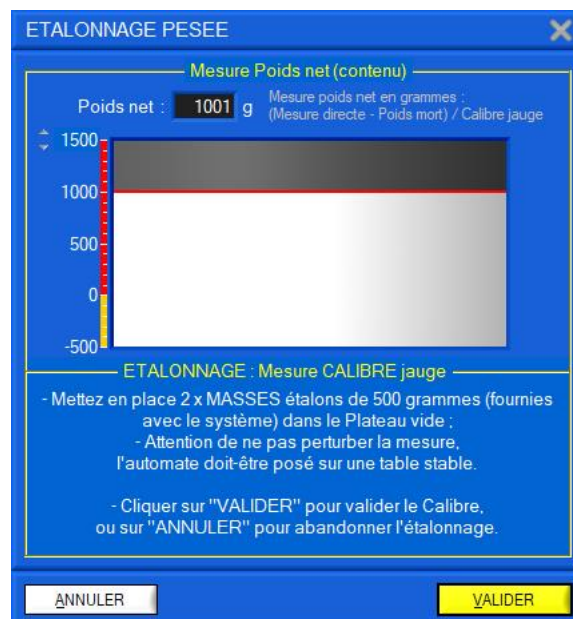 ETALONNAGE PESEE
Mesure Poids net (contenu)
Poids net : 1001 g
Mesure poids net en grammes :
(Mesure directe - Poids mort) / Calibre jauge
1500
1000
500
0
-500
ETALONNAGE : Mesure CALIBRE jauge
- Mettez en place 2 x MASSES étalons de 500 grammes (fournies
avec le système) dans le Plateau vide ;
- Attention de ne pas perturber la mesure,
l'automate doit-être posé sur une table stable.
- Cliquer sur "VALIDER" pour valider le Calibre,
ou sur "ANNULER" pour abandonner l'étalonnage.
ANNULER
VALIDER